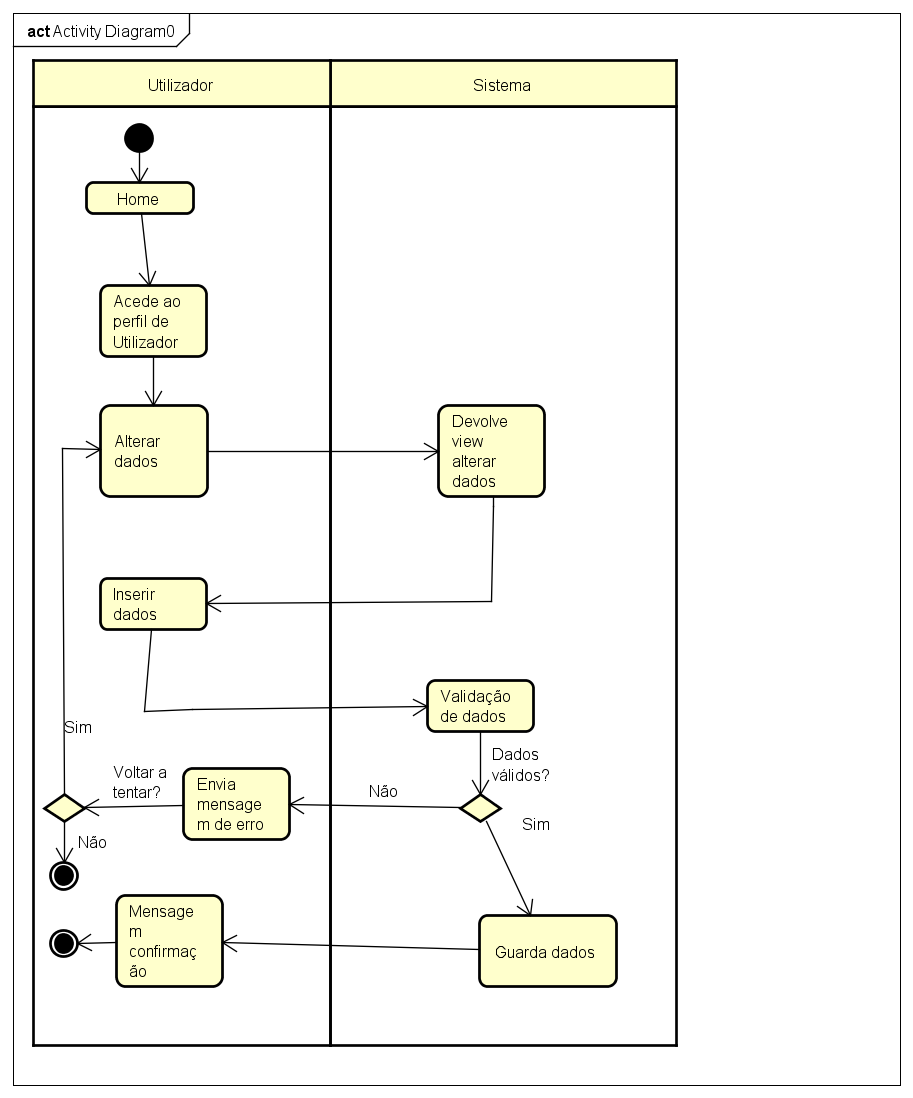 act Activity Diagram0
Utilizador
Sistema
Home
Acede ao
perfil de
Utilizador
Alterar
dados
Devolve
view
alterar
dados
Inserir
dados
Validação
de dados
Sim
Dados
válidos?
Voltar a
tentar?
Envia
mensage
m de erro
Não
Sim
Não
Mensage
m
confirmaç
ão
Guarda dados